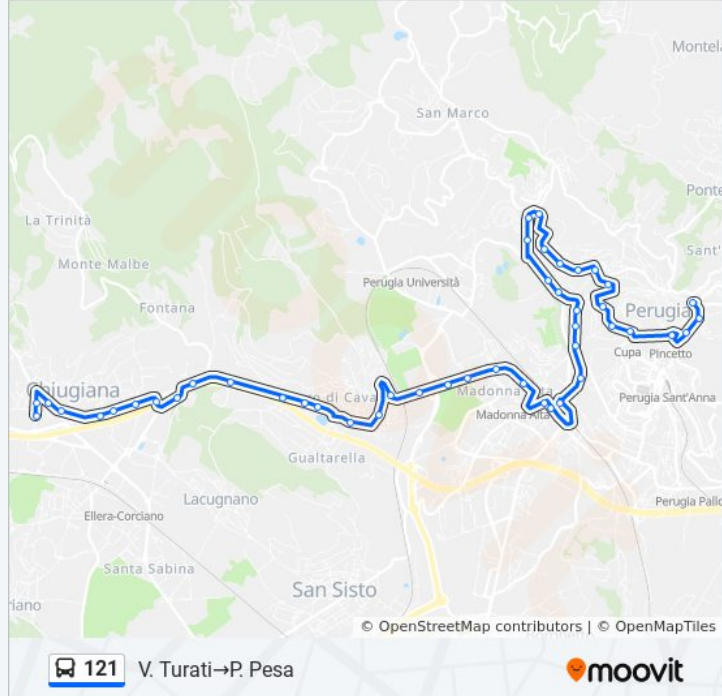 Montela
San Marco
Ponte
La Trinità
Sant'
Monte Malbe
Perugia Università
Fontana
Perugia
Cupa
Pincetto
Chiugiana
di Cava
Madonna Alta
Perugia Sant'Anna
Madonna Alta
Gualtarella
Lacugnano
Perugia Pallo
Ellera-Corciano
Santa Sabina
San Sisto
riano
© OpenStreetMap contributors | © OpenMapTiles
121 V. Turati→P. Pesa
moovit